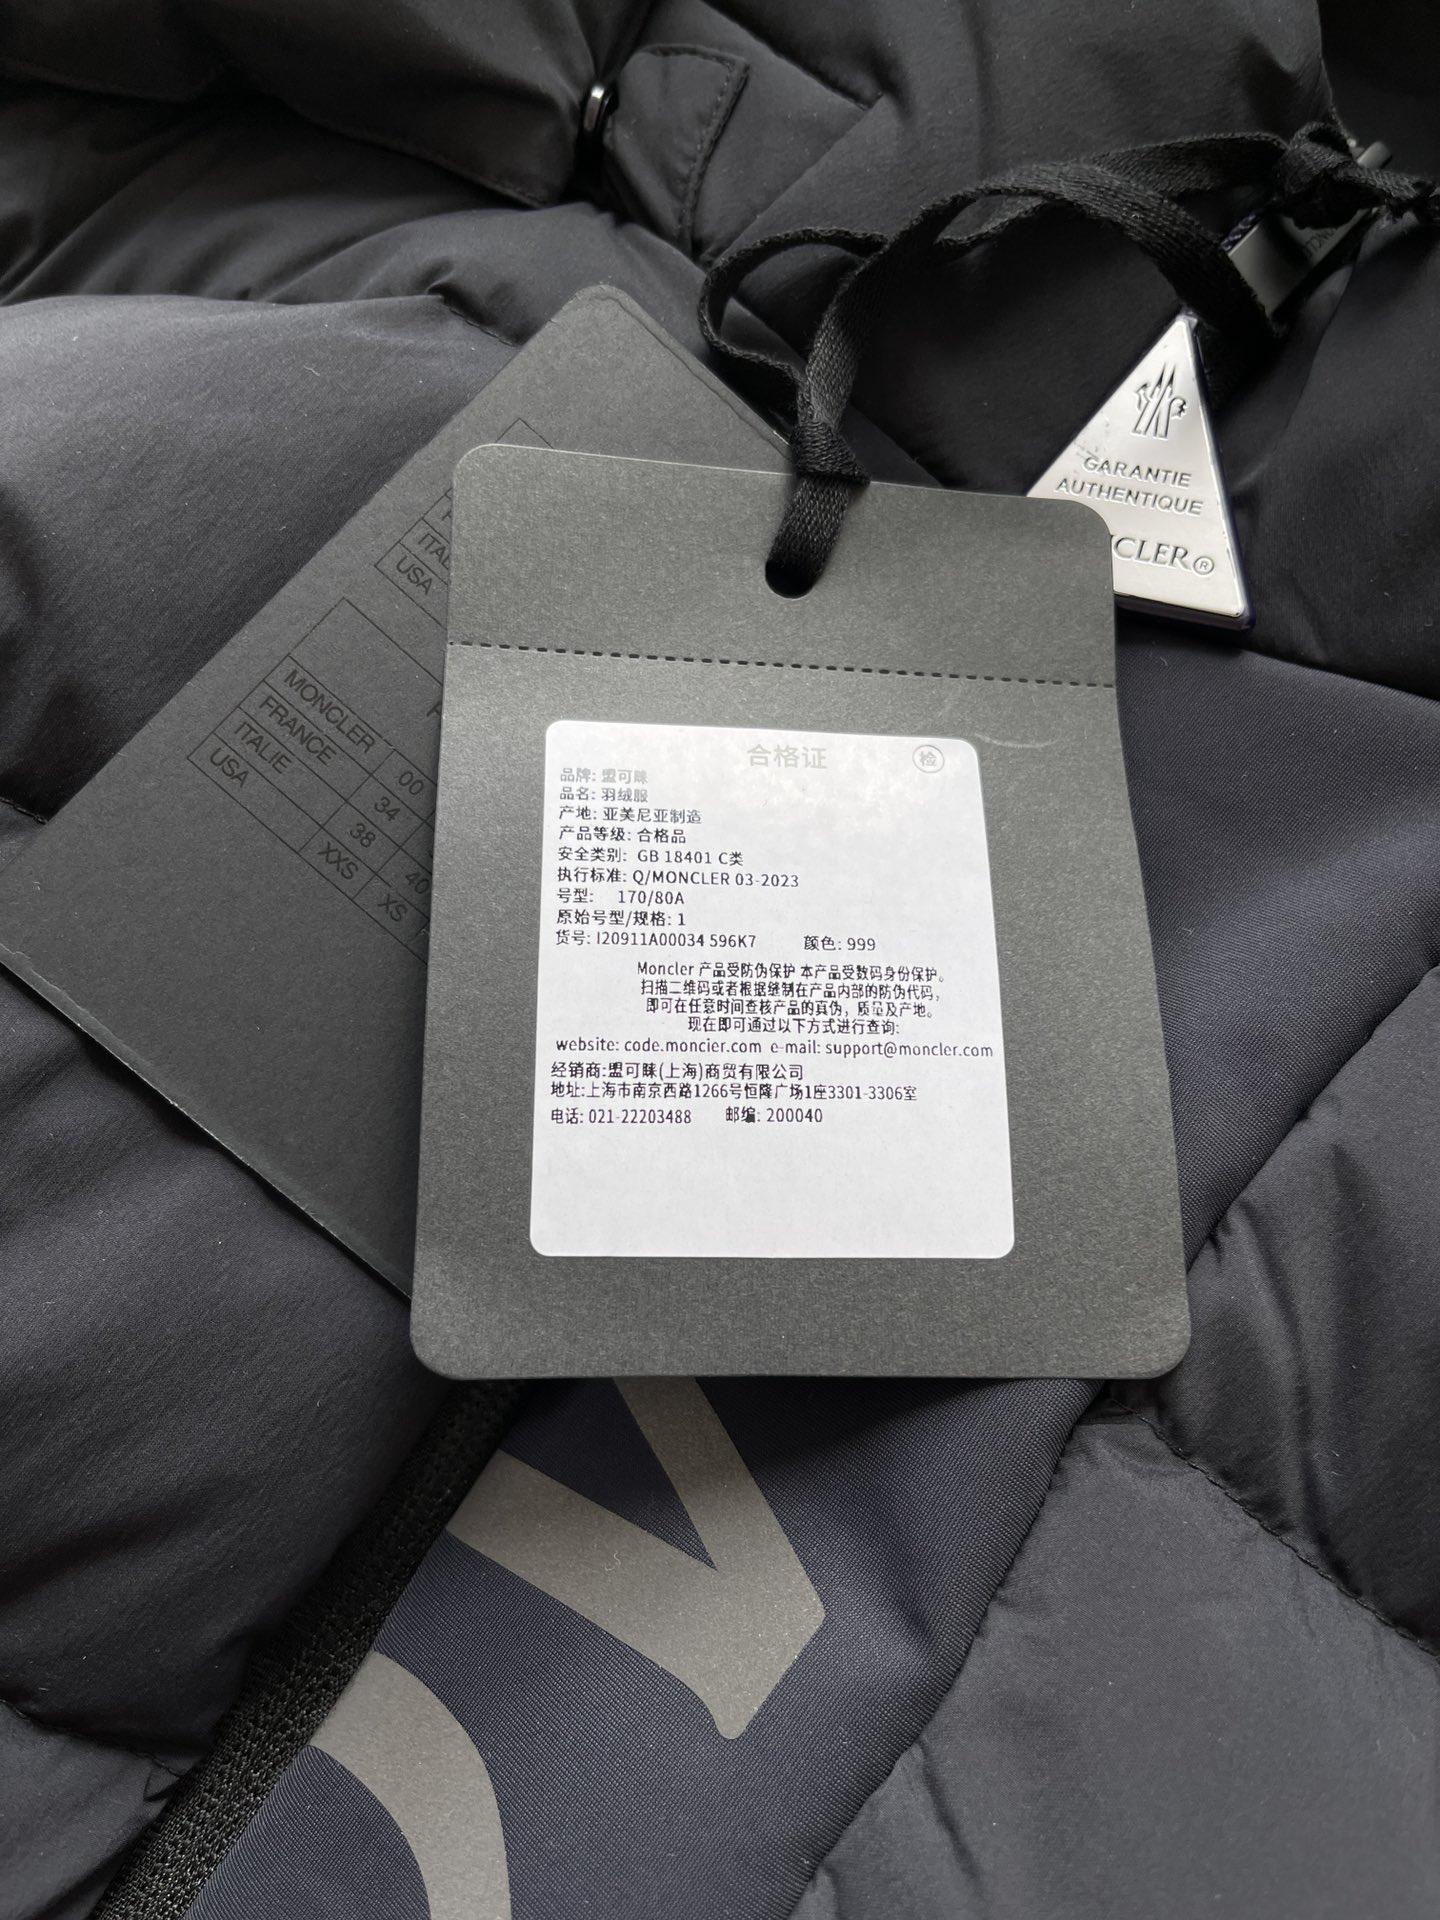 GARANTIE
AUTHENTIQUE
NCLER®
ITAL
USA
MONCLER 00
FRANCE 34
ITALIE 38 40
USA XXS XS
合格证 检
品牌: 盟可睐
品名: 羽绒服
产地: 亚美尼亚制造
产品等级: 合格品
安全类别: GB 18401 C类
执行标准: Q/MONCLER 03-2023
号型: 170/80A
原始号型/规格: 1
货号: I20911A00034 596K7 颜色: 999
Moncler 产品受防伪保护 本产品受数码身份保护。
扫描二维码或者根据缝制在产品内部的防伪代码，
即可在任意时间查核产品的真伪，质量及产地。
现在即可通过以下方式进行查询:
website: code.moncier.com e-mail: support@moncler.com
经销商:盟可睐(上海)商贸有限公司
地址:上海市南京西路1266号恒隆广场1座3301-3306室
电话: 021-22203488 邮编: 200040